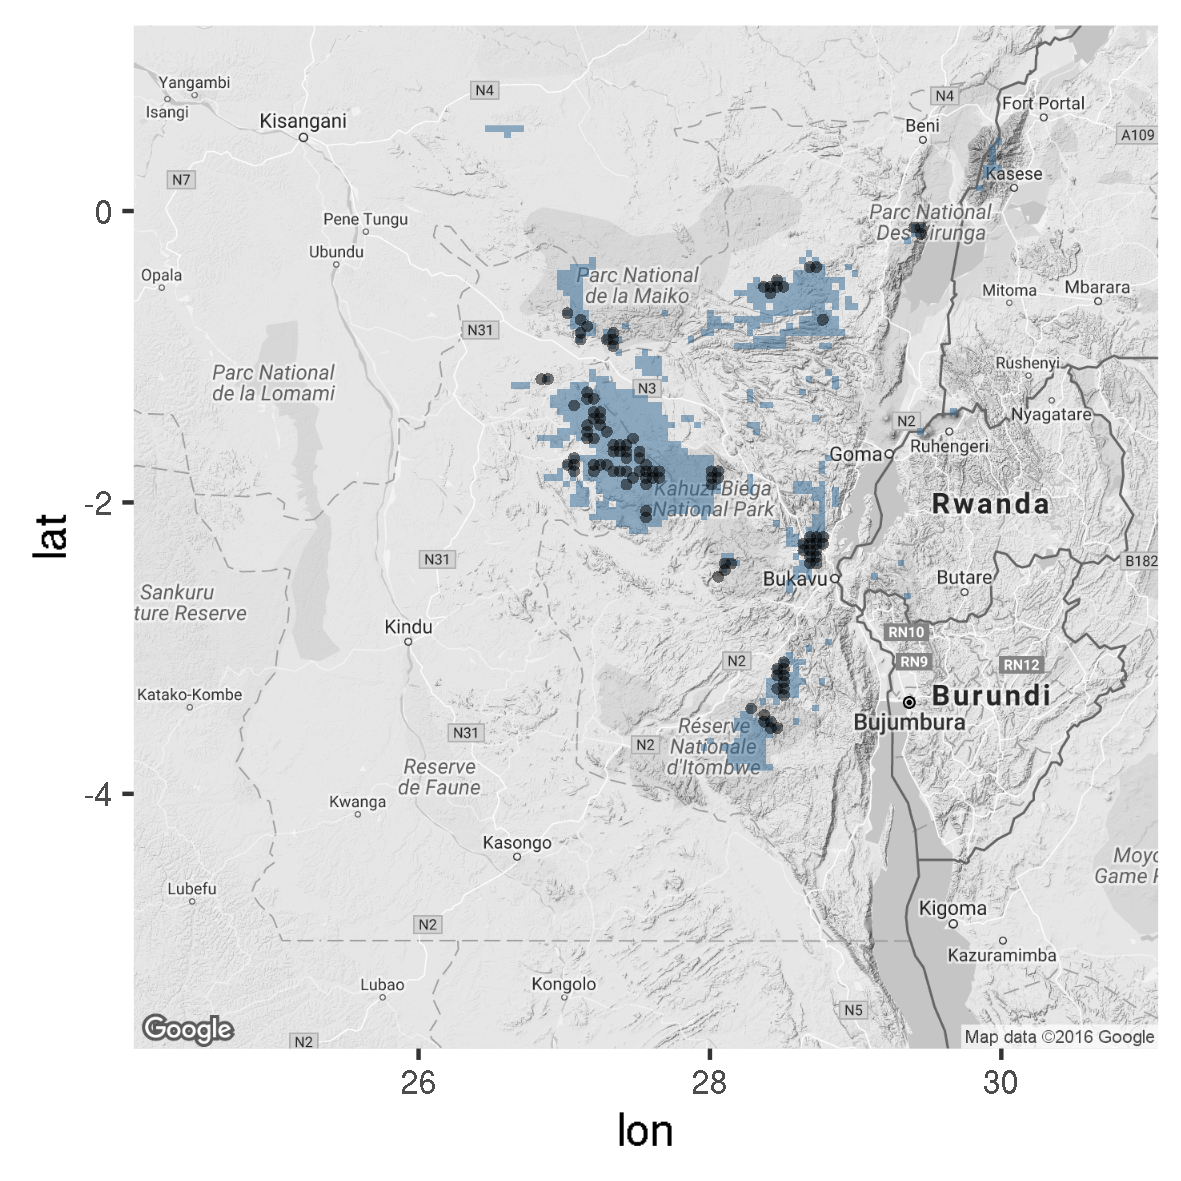 Yangambi
Isangi
Kisangani
N4
N4
Fort Portal
Beni
A109
N7
Kasese
0
Pene Tungu
Parc National
Des Virunga
Ubundu
Opala
Parc National
de la Maiko
Mitoma
Mbarara
N31
Parc National
de la Lomami
Rushenyi
N3
Nyagatare
N2
Ruhengeri
Goma
Kahuzi-Biéga
National Park
-2
Rwanda
lat
N31
B182
Bukavu
Butare
Sankuru
ture Reserve
Kindu
RN10
N2
RN9
RN12
Katako-Kombe
Burundi
Bujumbura
N31
N2
Réserve
Nationale
d'Itombwe
Reserve
de Faune
-4
Kwanga
Kasongo
Moyo
Game R
Lubefu
Kigoma
N2
Kazuramimba
Lubao
Kongolo
N5
Google
N2
Map data ©2016 Google
26
28
30
lon